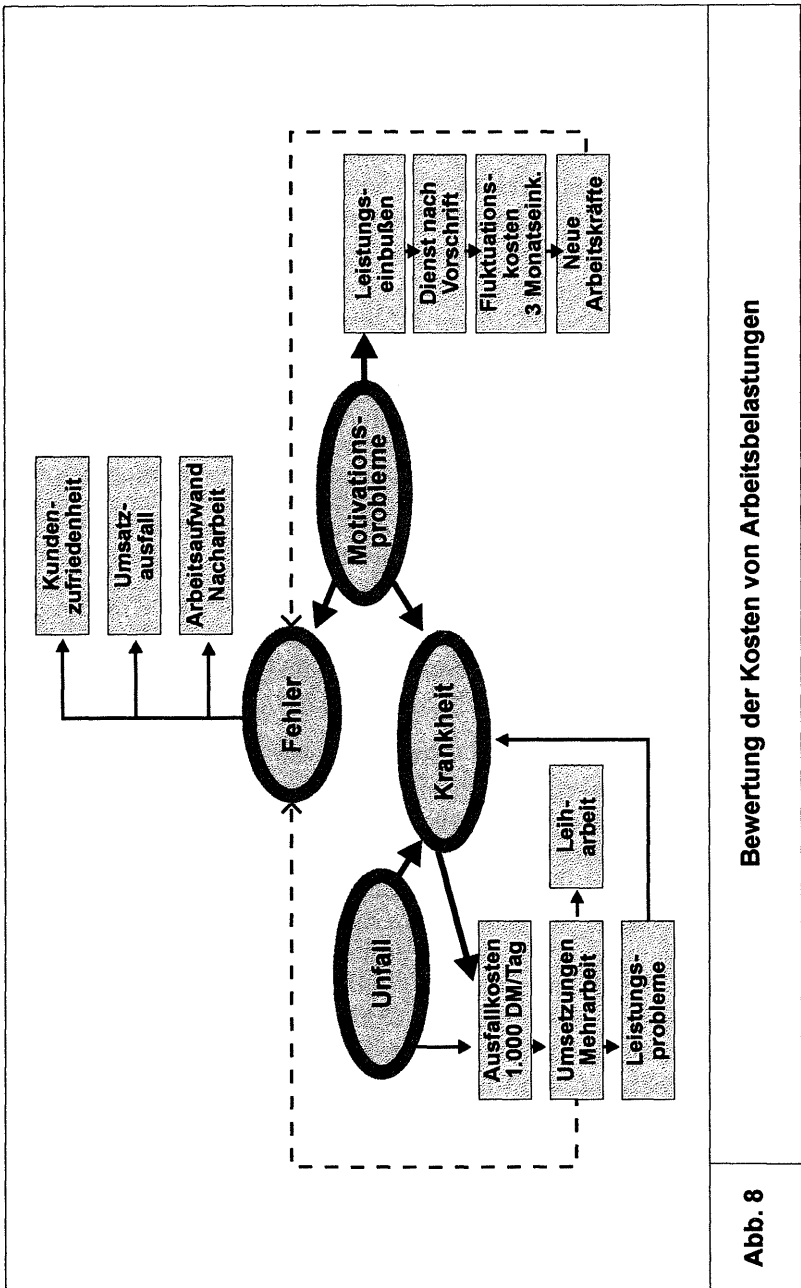 Kunden-
zufriedenheit
Umsatz-
ausfall
Arbeitsaufwand
Nacharbeit
Fehler
Motivations-
probleme
Unfall
Krankheit
Leistungs-
einbußen
Dienst nach
Vorschrift
Fluktuations-
kosten
3 Monatseink.
Neue
Arbeitskräfte
Ausfallkosten
1.000 DM/Tag
Umsetzungen
Mehrarbeit
Leih-
arbeit
Leistungs-
probleme
Abb. 8
Bewertung der Kosten von Arbeitsbelastungen